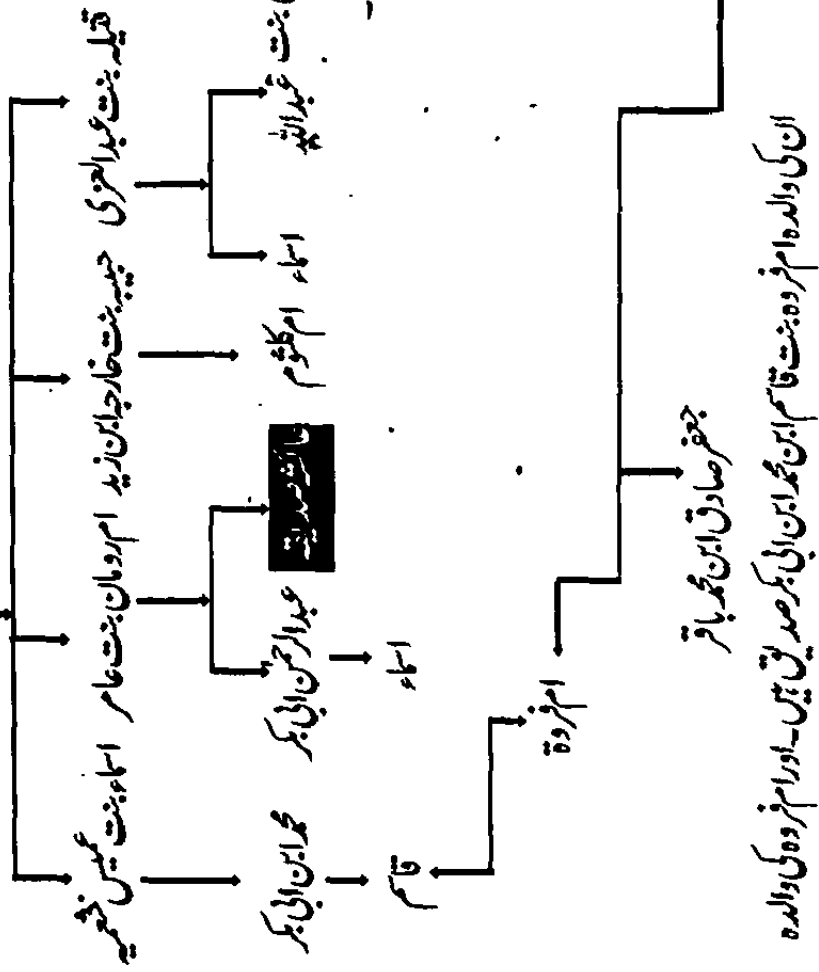 قتیلہ بنت عبدالعزی
حبیبہ بنت خارجہ ابن زید
ام رومان بنت عامر
اسماء بنت عمیس خثعمیہ
بنت
عبداللہ
اسماء
ام کلثوم
عائشہ صدیقہ
عبدالرحمن ابی بکر
محمد ابن ابی بکر
اسماء
قاسم
ام فروۃ
جعفر صادق ابن محمد باقر
ان کی والدہ ام فروہ بنت قاسم ابن محمد ابن ابی بکر صدیق ہیں۔ اور ام فروہ کی والدہ